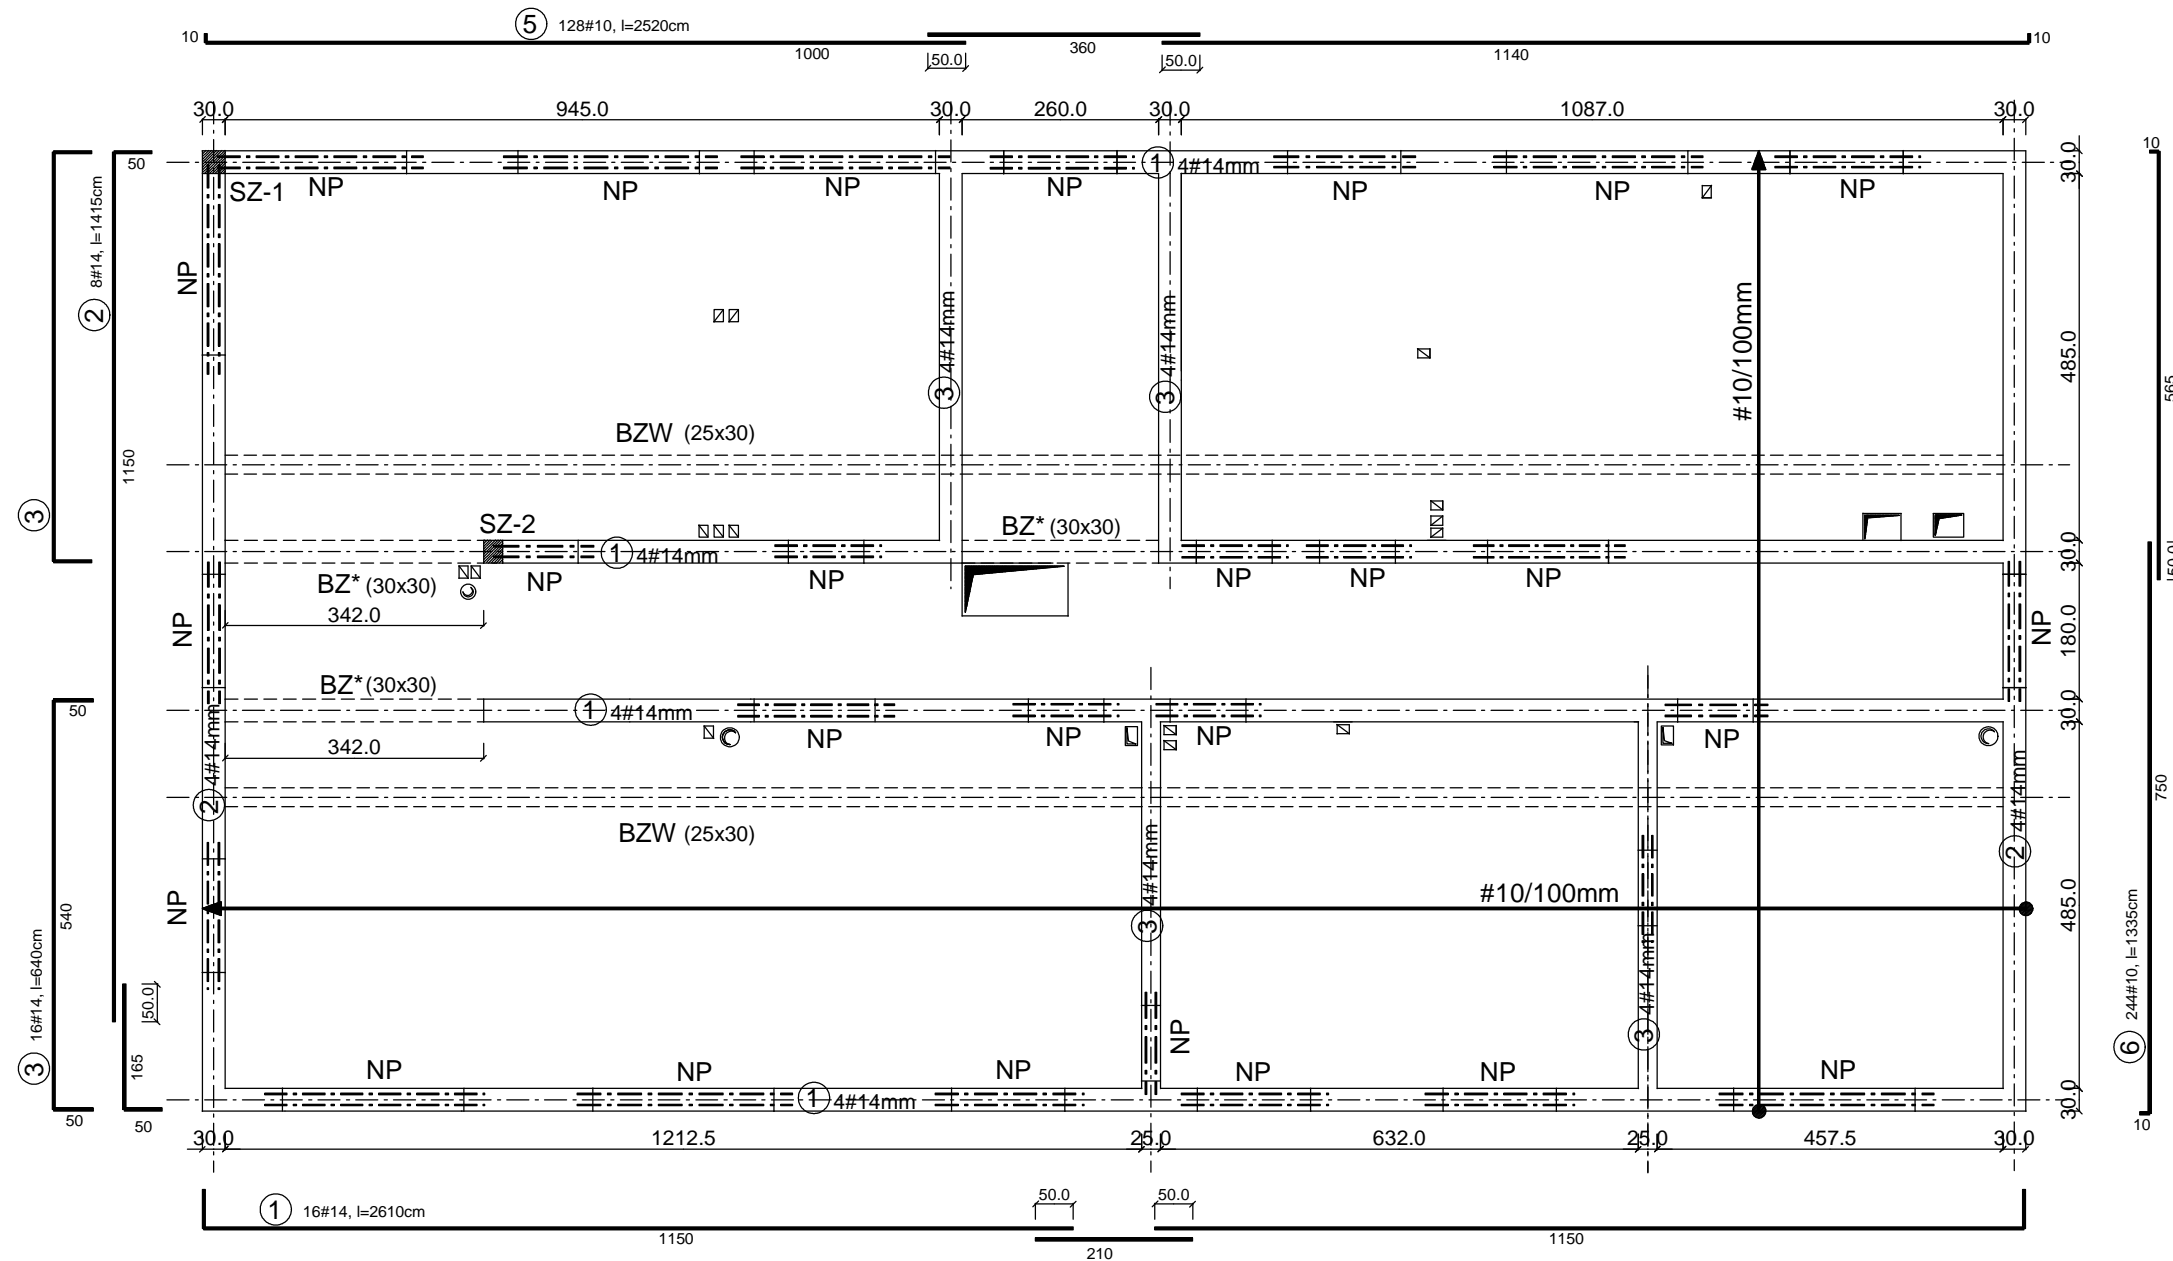 5 128#10, l=2520cm
10 1000 360 1140 10
50.0 50.0
30.0 945.0 30.0 260.0 30.0 1087.0 30.0
50
1 4#14mm
10
30.0
SZ-1 NP NP NP NP NP NP NP
2 8#14, l=1415cm
NP
3 4#14mm
3 4#14mm
#10/100mm
485.0
565
BZW (25x30)
1150
3
SZ-2
BZ* (30x30)
1 4#14mm
30.0
50.0
BZ* (30x30) NP NP NP NP NP
342.0
NP
NP
180.0
BZ* (30x30)
50
1 4#14mm
30.0
NP NP NP NP
342.0
2 4#14mm
2 4#14mm
750
BZW (25x30)
3 4#14mm
#10/100mm
NP
485.0
540
3 16#14, l=640cm
3 4#14mm
6 244#10, l=1335cm
50.0
165
NP
NP NP NP NP NP NP
1 4#14mm
30.0
50 50 10
30.0 1212.5 25.0 632.0 25.0 457.5 30.0
50.0 50.0
1 16#14, l=2610cm
1150 210 1150